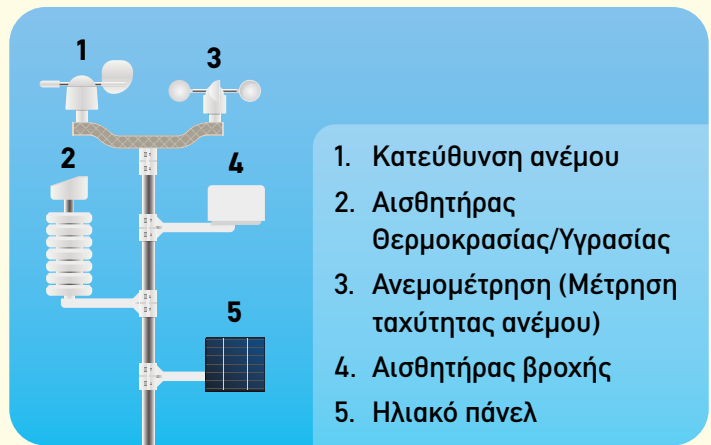 1
3
2
4
5
1. Κατεύθυνση ανέμου
2. Αισθητήρας
Θερμοκρασίας/Υγρασίας
3. Ανεμομέτρηση (Μέτρηση
ταχύτητας ανέμου)
4. Αισθητήρας βροχής
5. Ηλιακό πάνελ